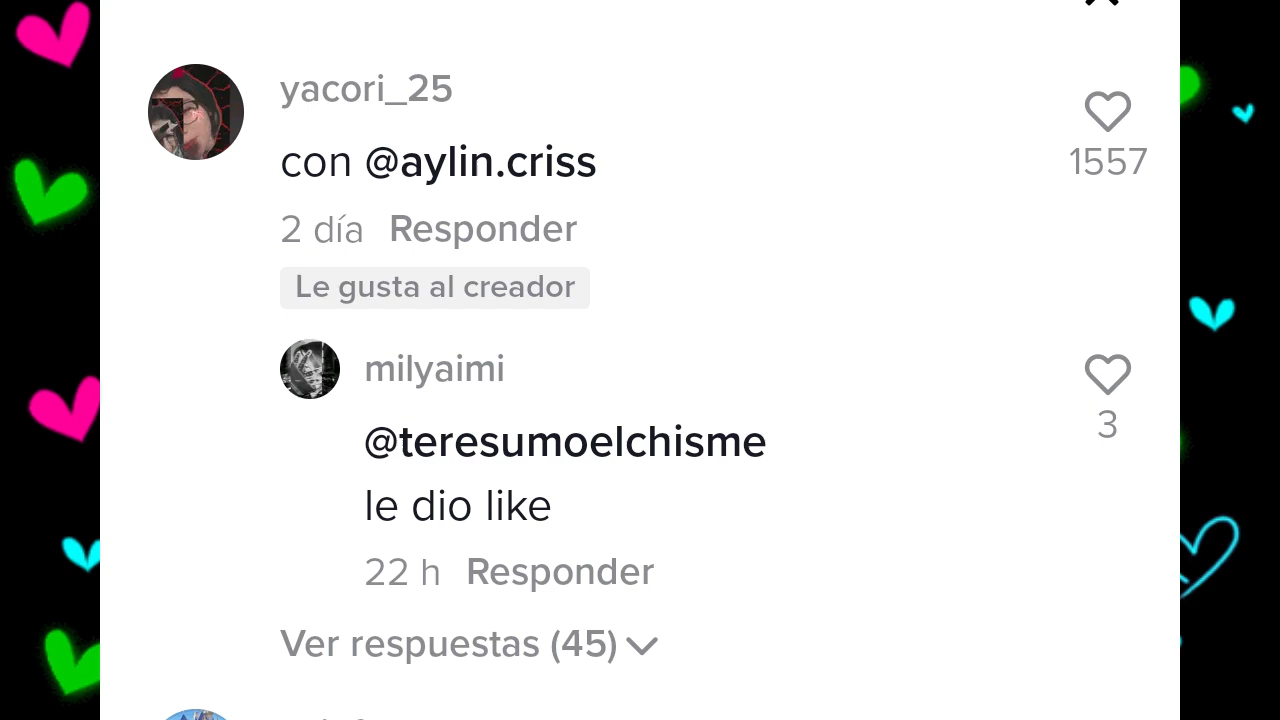 yacori_25
con @aylin.criss
1557
2 día Responder
Le gusta al creador
milyaimi
@teresumoelchisme
3
le dio like
22 h Responder
Ver respuestas (45)